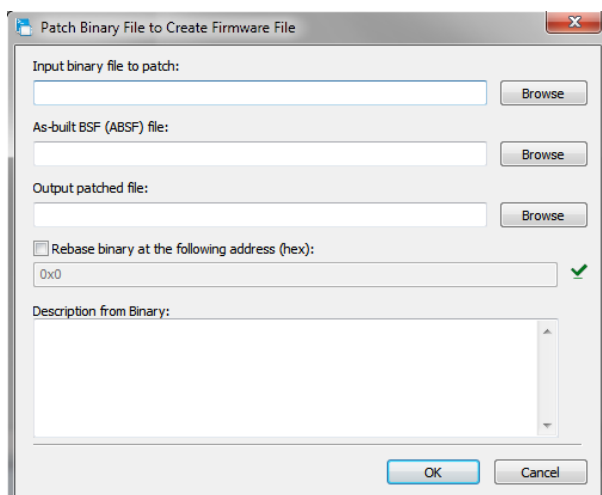 Patch Binary File to Create Firmware File
Input binary file to patch:
Browse
As-built BSF (ABSF) file:
Browse
Output patched file:
Browse
Rebase binary at the following address (hex):
0x0
Description from Binary:
OK
Cancel